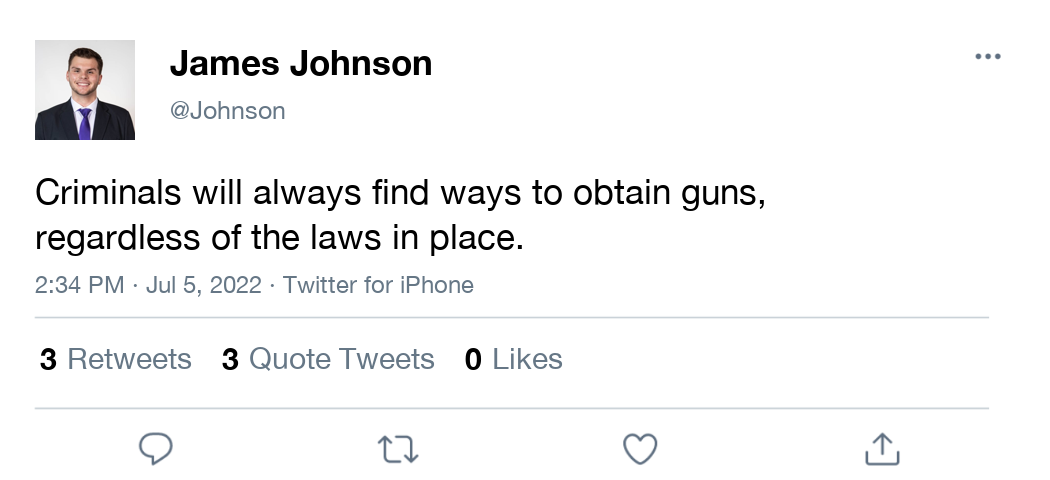 James Johnson
@Johnson
Criminals will always find ways to obtain guns,
regardless of the laws in place.
2:34 PM · Jul 5, 2022 · Twitter for iPhone
3 Retweets 3 Quote Tweets 0 Likes